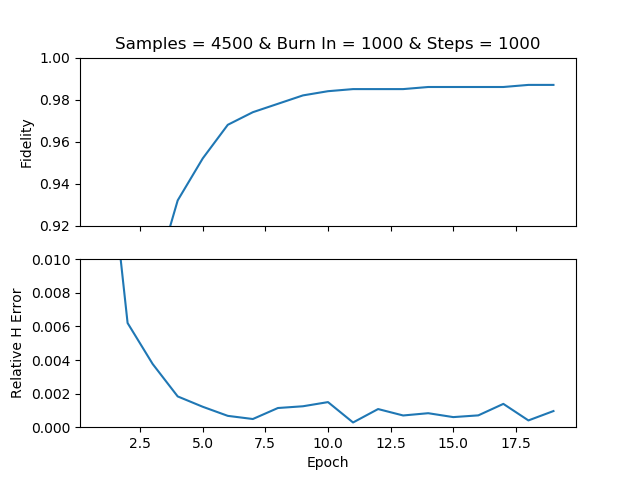 Samples = 4500 & Burn In = 1000 & Steps = 1000
1.00
0.98
0.96
0.94
0.92
Fidelity
0.010
0.008
0.006
0.004
0.002
0.000
Relative H Error
2.5 5.0 7.5 10.0 12.5 15.0 17.5
Epoch